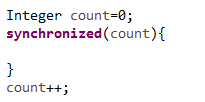 Integer count=0;
synchronized(count){

}
count++;